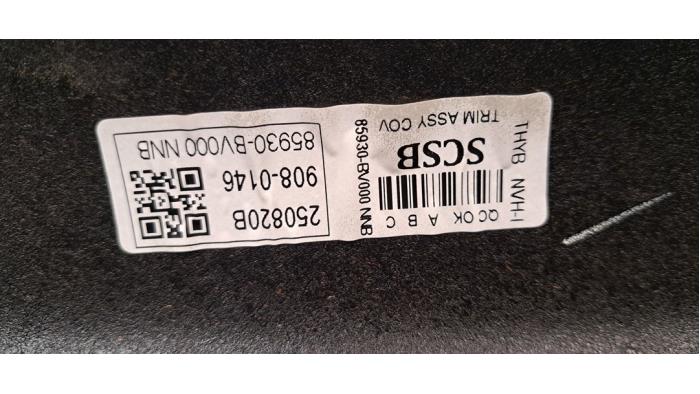 THYB NVH-I
TRIM ASSY COV
SCSB
QC OK A B C
85930-BV000 NNB
250820B
908-0146
85930-BV000 NNB